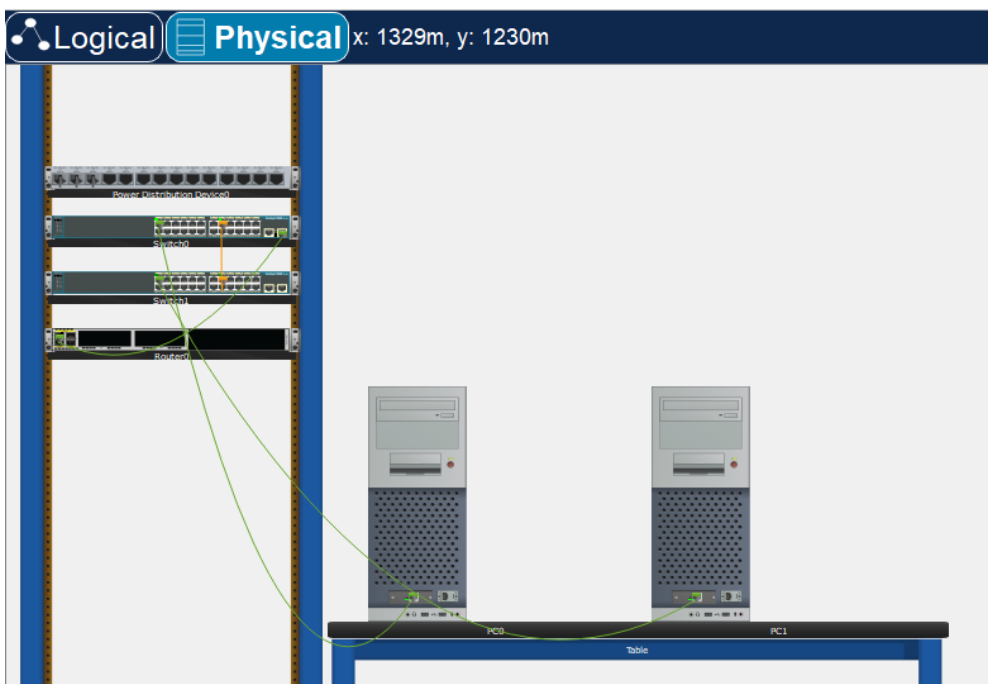 Logical Physical x: 1329m, y: 1230m
Power Distribution Device0
Switch0
Switch1
Router0
PC0 PC1
Table